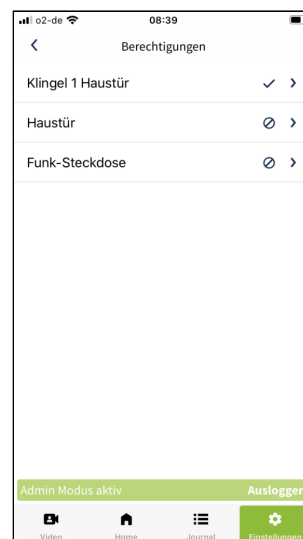 o2-de 08:39
Berechtigungen
Klingel 1 Haustür
Haustür
Funk-Steckdose
Admin Modus aktiv Ausloggen
Video Home Journal Einstellungen